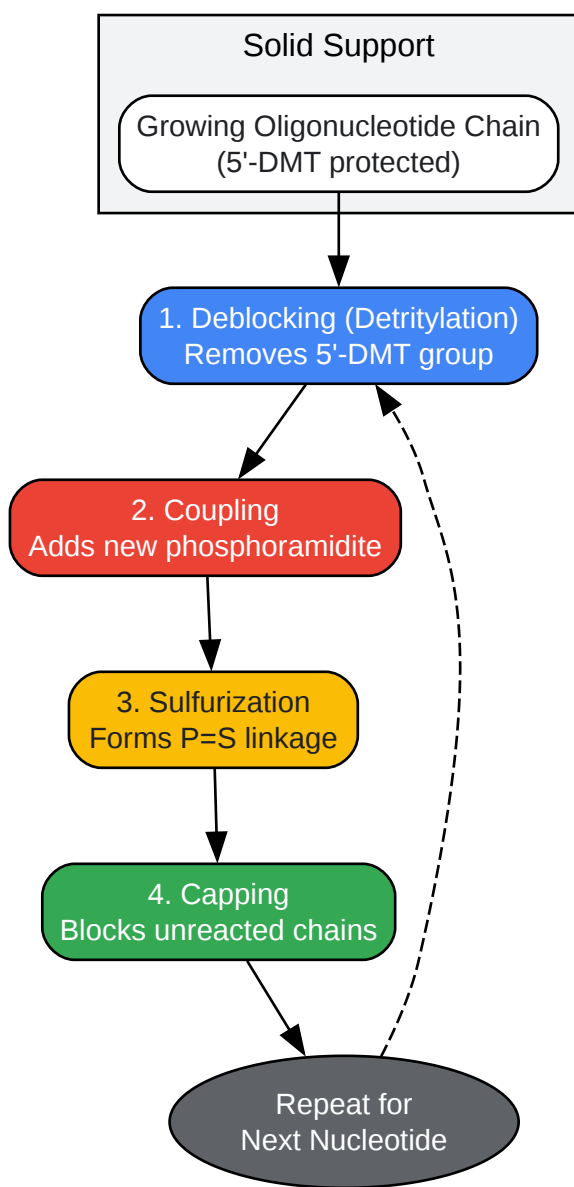 Solid Support
Growing Oligonucleotide Chain
(5'-DMT protected)
1. Deblocking (Detritylation)
Removes 5'-DMT group
2. Coupling
Adds new phosphoramidite
3. Sulfurization
Forms P=S linkage
4. Capping
Blocks unreacted chains
Repeat for
Next Nucleotide